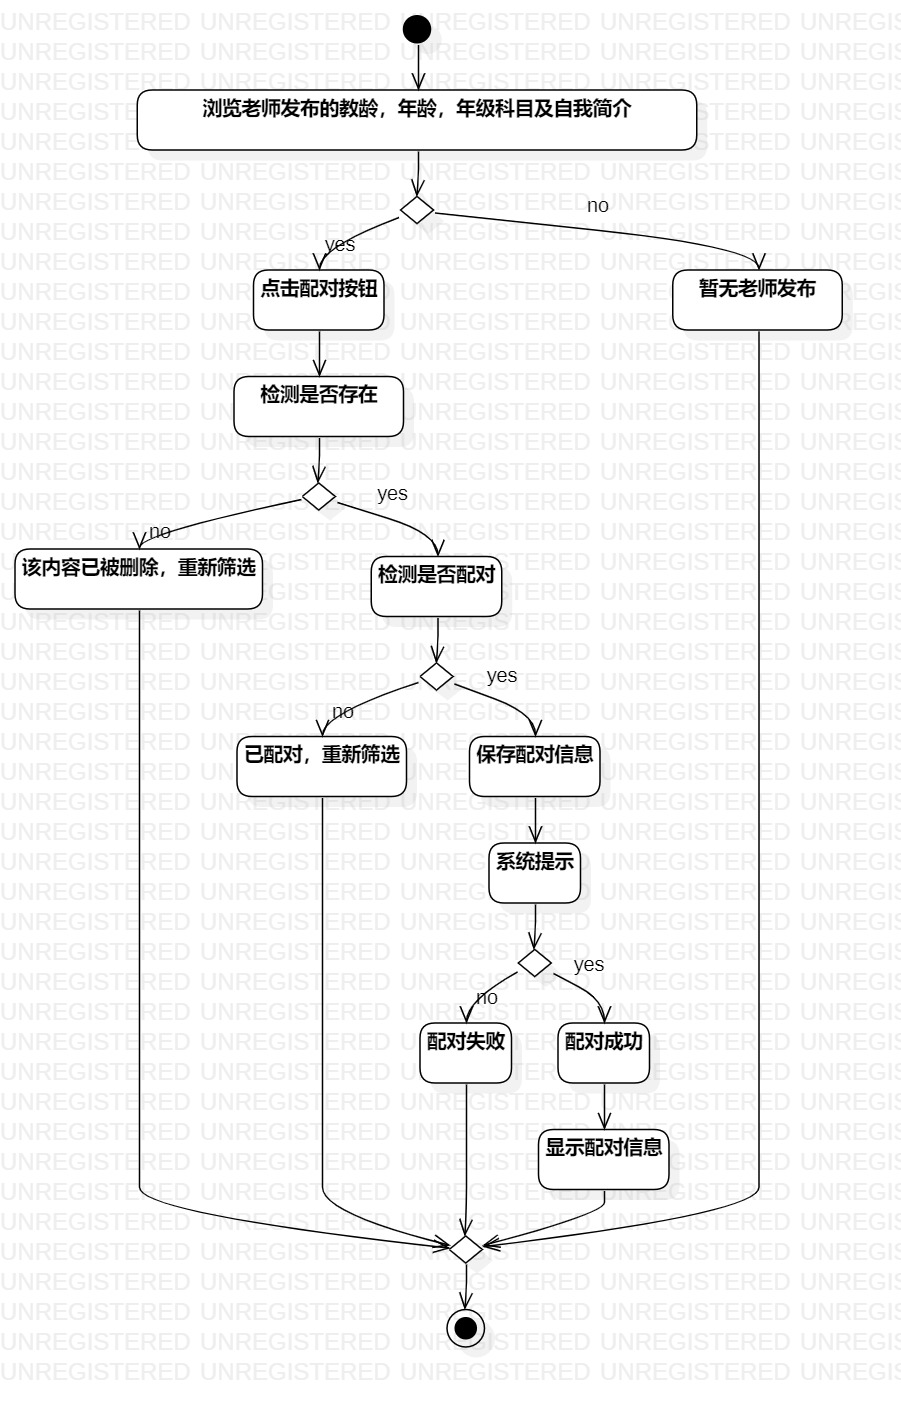 浏览老师发布的教龄，年龄，年级科目及自我简介
no
yes
点击配对按钮
暂无老师发布
检测是否存在
yes
no
该内容已被删除，重新筛选
检测是否配对
yes
no
已配对，重新筛选
保存配对信息
系统提示
yes
no
配对失败
配对成功
显示配对信息
UNREGISTERED